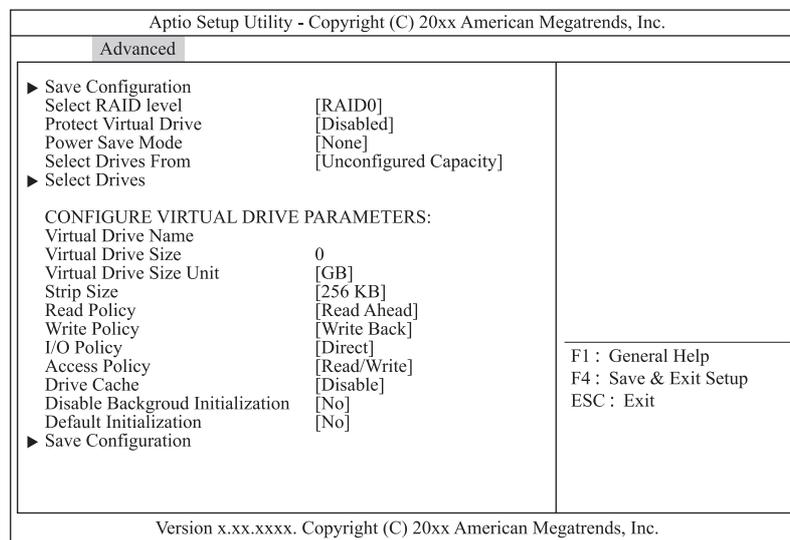 Aptio Setup Utility - Copyright (C) 20xx American Megatrends, Inc.
Advanced
▶ Save Configuration
Select RAID level [RAID0]
Protect Virtual Drive [Disabled]
Power Save Mode [None]
Select Drives From [Unconfigured Capacity]
▶ Select Drives
CONFIGURE VIRTUAL DRIVE PARAMETERS:
Virtual Drive Name
Virtual Drive Size 0
Virtual Drive Size Unit [GB]
Strip Size [256 KB]
Read Policy [Read Ahead]
Write Policy [Write Back]
I/O Policy [Direct]
Access Policy [Read/Write]
Drive Cache [Disable]
Disable Backgroud Initialization [No]
Default Initialization [No]
▶ Save Configuration
F1 : General Help
F4 : Save & Exit Setup
ESC : Exit
Version x.xx.xxxx. Copyright (C) 20xx American Megatrends, Inc.